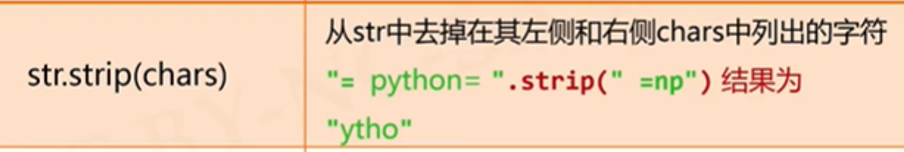 从str中去掉在其左侧和右侧chars中列出的字符
str.strip(chars)
"= python= ".strip(" =np") 结果为
"ytho"